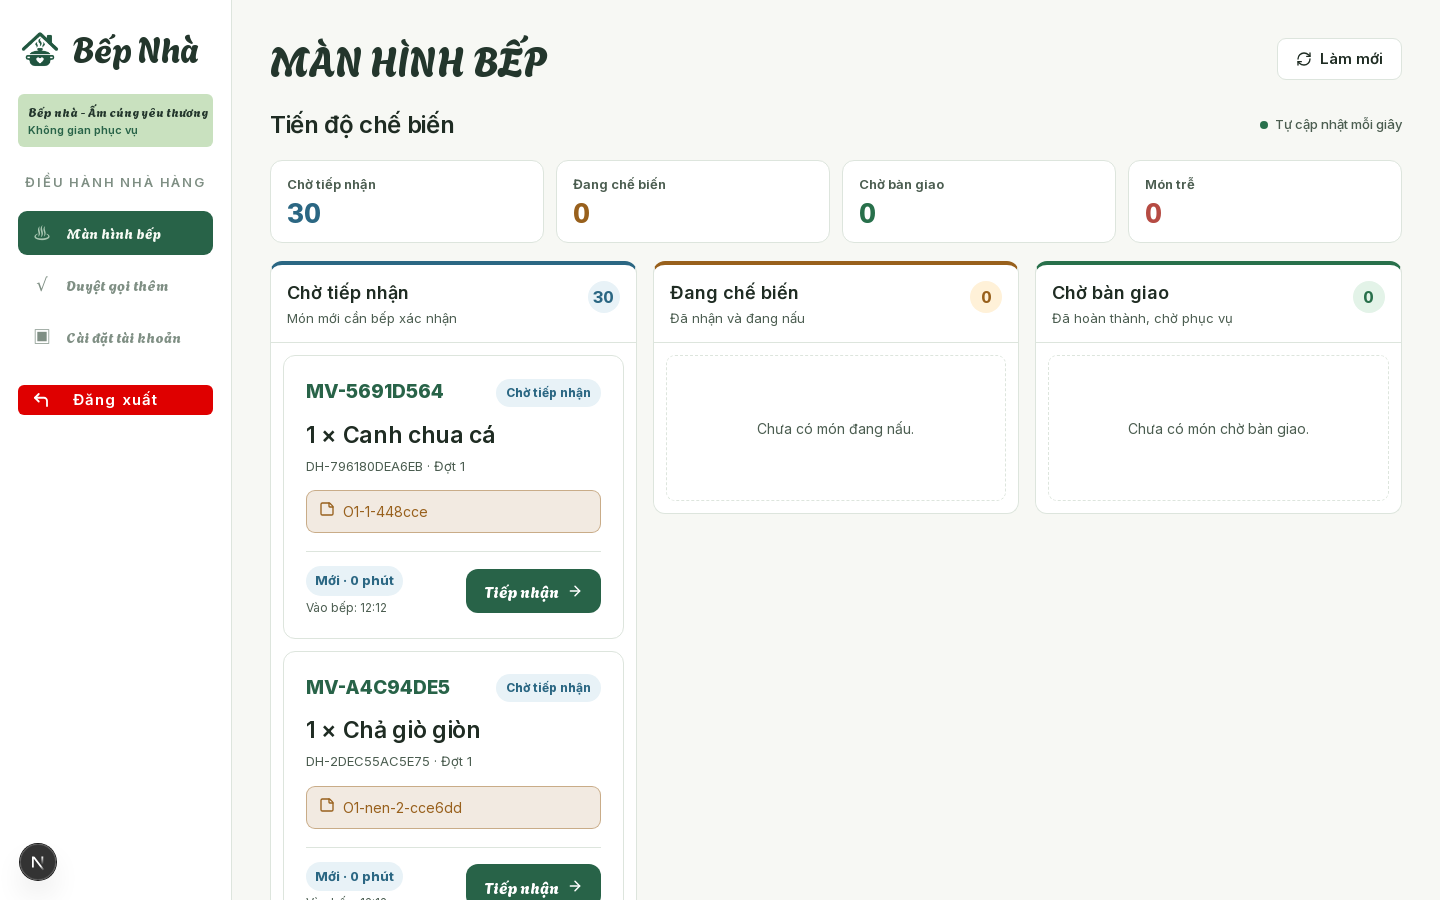 Bếp Nhà
Bếp nhà - Ấm cúng yêu thương
Không gian phục vụ
ĐIỀU HÀNH NHÀ HÀNG
Màn hình bếp
√ Duyệt gọi thêm
Cài đặt tài khoản
Đăng xuất
N
MÀN HÌNH BẾP
Làm mới
Tiến độ chế biến
Tự cập nhật mỗi giây
Chờ tiếp nhận
30
Đang chế biến
0
Chờ bàn giao
0
Món trễ
0
Chờ tiếp nhận
30
Món mới cần bếp xác nhận
MV-5691D564
Chờ tiếp nhận
1 × Canh chua cá
DH-796180DEA6EB · Đợt 1
O1-1-448cce
Mới · 0 phút
Vào bếp: 12:12
Tiếp nhận
MV-A4C94DE5
Chờ tiếp nhận
1 × Chả giò giòn
DH-2DEC55AC5E75 · Đợt 1
O1-nen-2-cce6dd
Mới · 0 phút
Tiếp nhận
Đang chế biến
0
Đã nhận và đang nấu
Chưa có món đang nấu.
Chờ bàn giao
0
Đã hoàn thành, chờ phục vụ
Chưa có món chờ bàn giao.